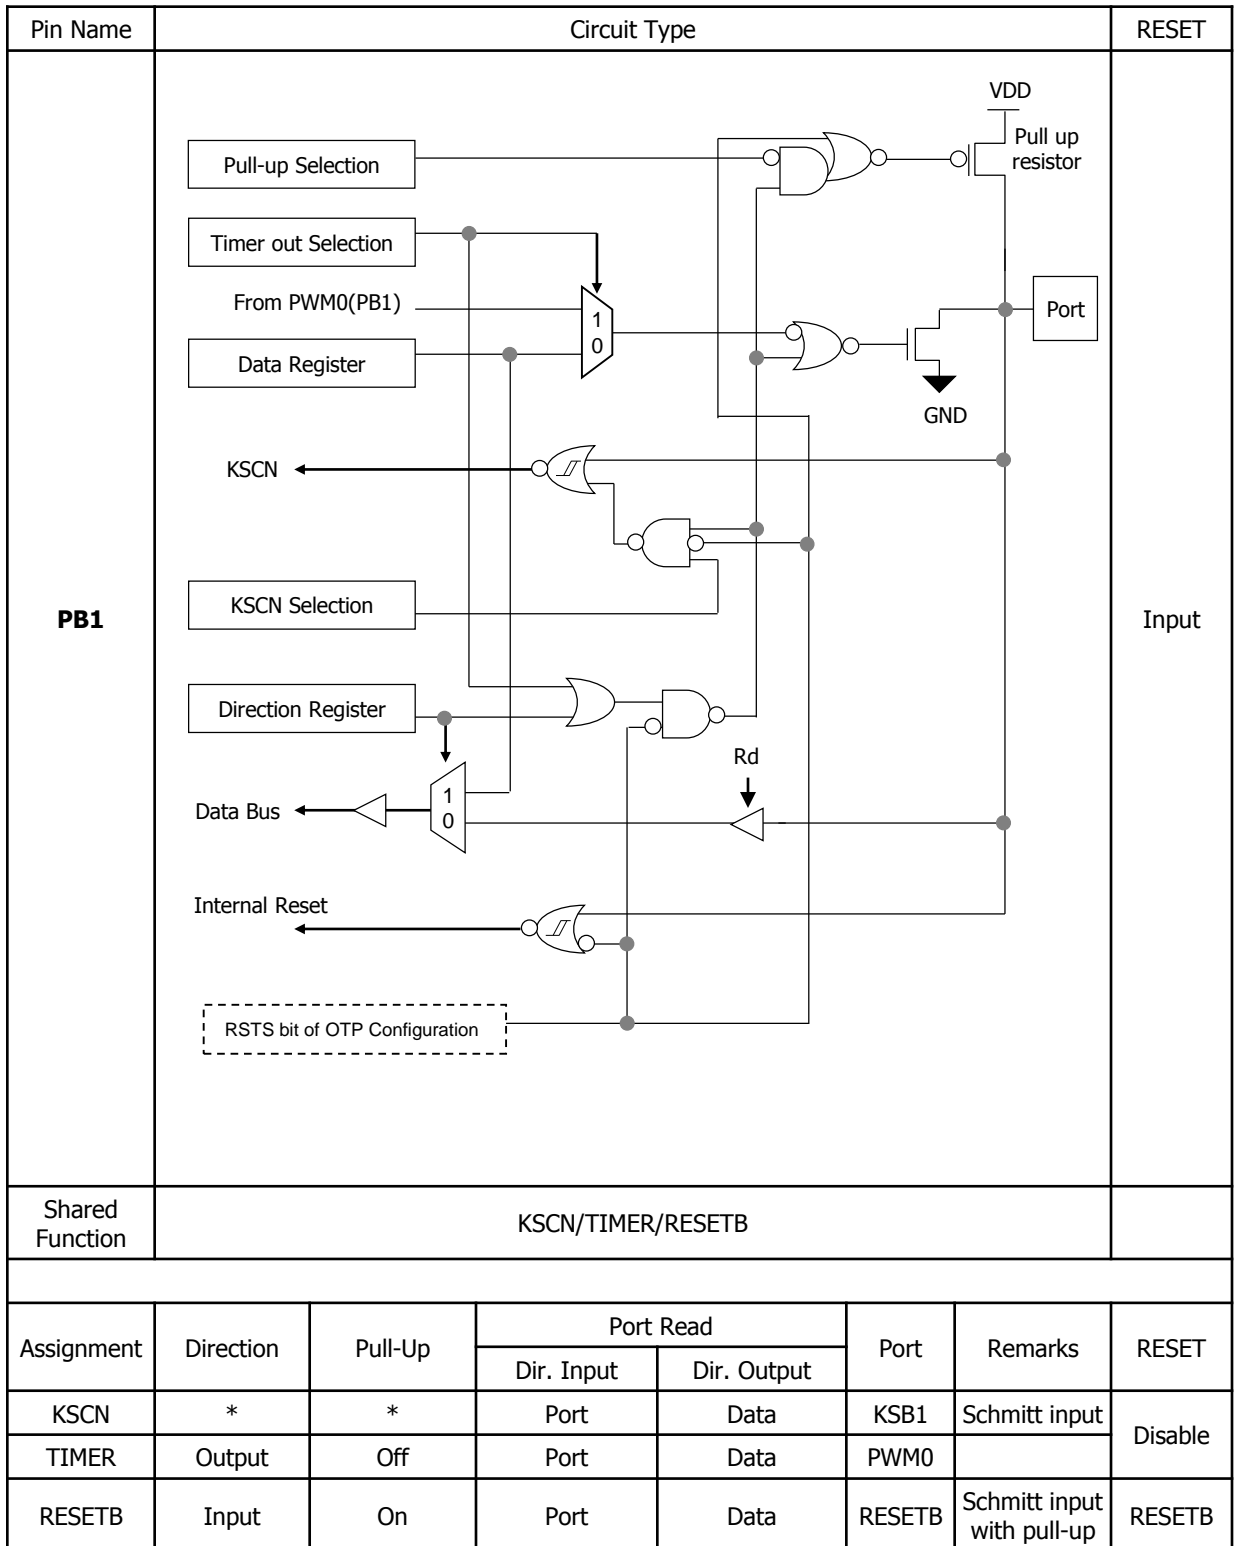 Pin Name
Circuit Type
RESET
VDD
Pull up
resistor
Pull-up Selection
Timer out Selection
From PWM0(PB1)
1
0
Port
Data Register
GND
KSCN
KSCN Selection
PB1
Input
Direction Register
Rd
1
0
Data Bus
Internal Reset
RSTS bit of OTP Configuration
Shared
Function
KSCN/TIMER/RESETB
Assignment
Direction
Pull-Up
Port Read
Port
Remarks
RESET
Dir. Input
Dir. Output
KSCN
*
*
Port
Data
KSB1
Schmitt input
Disable
TIMER
Output
Off
Port
Data
PWM0
RESETB
Input
On
Port
Data
RESETB
Schmitt input
with pull-up
RESETB